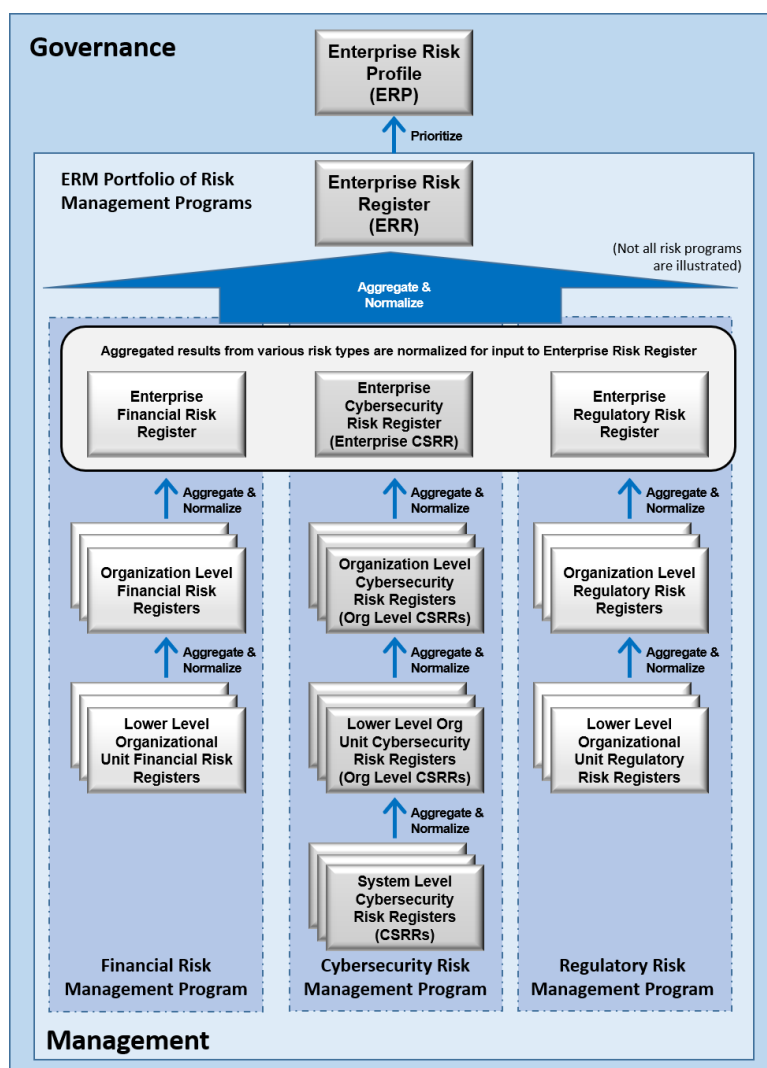 Governance
Enterprise Risk
Profile
(ERP)
Prioritize
ERM Portfolio of Risk
Management Programs
Enterprise Risk
Register
(ERR)
(Not all risk programs
are illustrated)
Aggregate &
Normalize
Aggregated results from various risk types are normalized for input to Enterprise Risk Register
Enterprise
Financial Risk
Register
Enterprise
Cybersecurity
Risk Register
(Enterprise CSRR)
Enterprise
Regulatory Risk
Register
Aggregate &
Normalize
Aggregate &
Normalize
Aggregate &
Normalize
Organization Level
Financial Risk
Registers
Organization Level
Cybersecurity
Risk Registers
(Org Level CSRRs)
Organization Level
Regulatory Risk
Registers
Aggregate &
Normalize
Aggregate &
Normalize
Aggregate &
Normalize
Lower Level
Organizational
Unit Financial Risk
Registers
Lower Level Org
Unit Cybersecurity
Risk Registers
(Org Level CSRRs)
Lower Level
Organizational
Unit Regulatory
Risk Registers
Aggregate &
Normalize
System Level
Cybersecurity
Risk Registers
(CSRRs)
Financial Risk
Management Program
Cybersecurity Risk
Management Program
Regulatory Risk
Management Program
Management